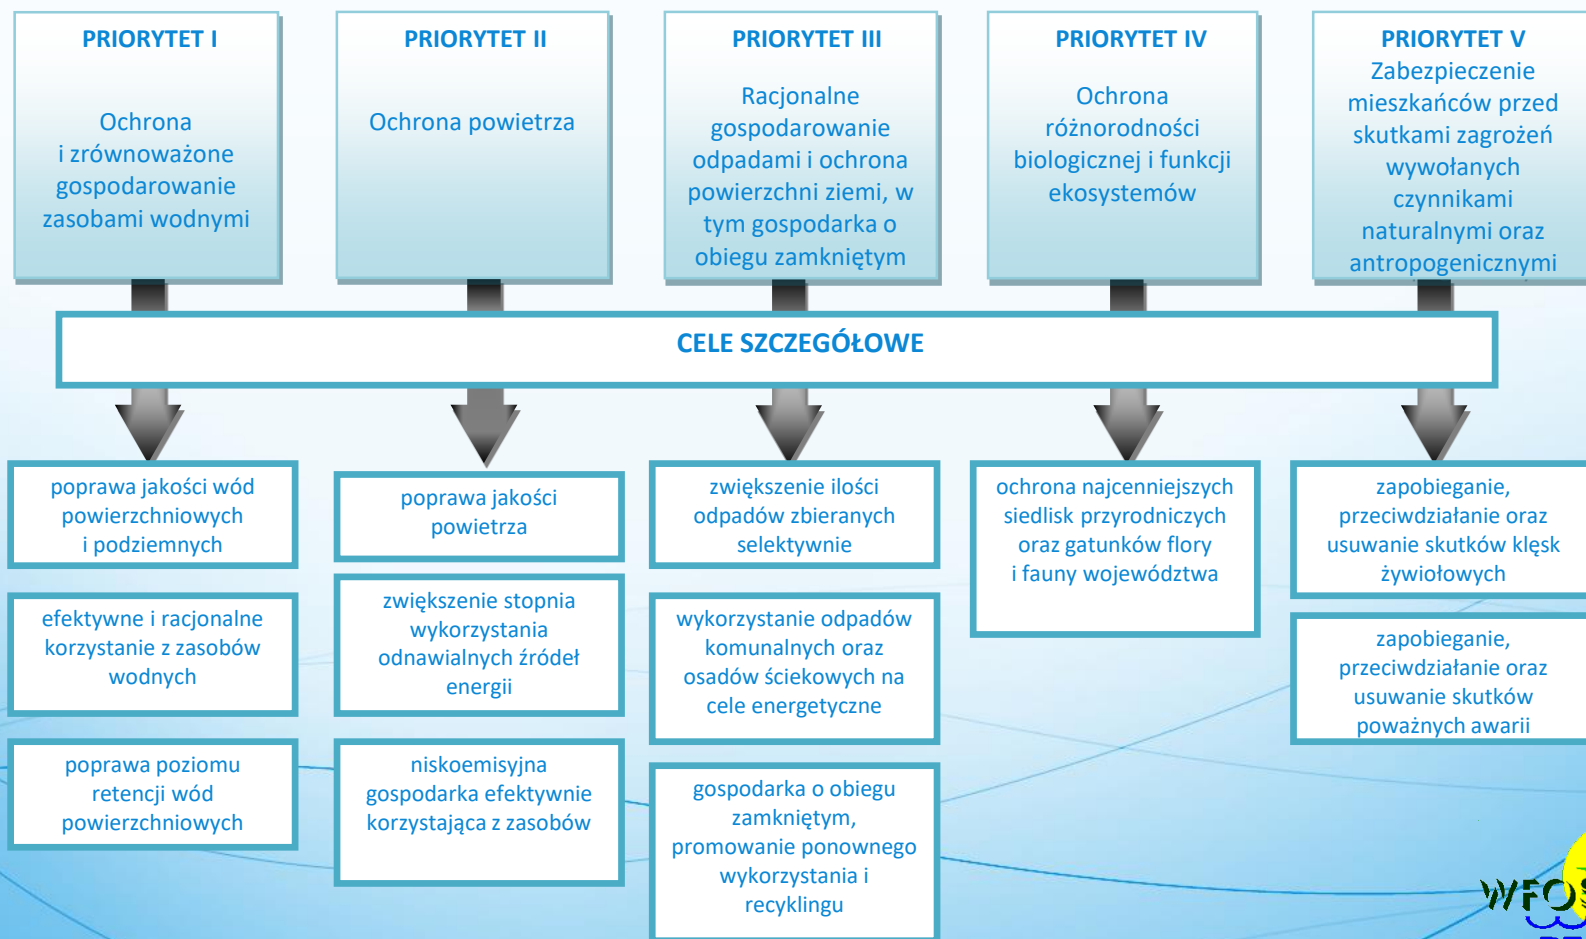 PRIORYTET I
Ochrona
i zrównoważone
gospodarowanie
zasobami wodnymi
PRIORYTET II
Ochrona powietrza
PRIORYTET III
Racjonalne
gospodarowanie
odpadami i ochrona
powierzchni ziemi, w
tym gospodarka o
obiegu zamkniętym
PRIORYTET IV
Ochrona
różnorodności
biologicznej i funkcji
ekosystemów
PRIORYTET V
Zabezpieczenie
mieszkańców przed
skutkami zagrożeń
wywołanych
czynnikami
naturalnymi oraz
antropogenicznymi
CELE SZCZEGÓŁOWE
poprawa jakości wód
powierzchniowych
i podziemnych
efektywne i racjonalne
korzystanie z zasobów
wodnych
poprawa poziomu
retencji wód
powierzchniowych
poprawa jakości
powietrza
zwiększenie stopnia
wykorzystania
odnawialnych źródeł
energii
niskoemisyjna
gospodarka efektywnie
korzystająca z zasobów
zwiększenie ilości
odpadów zbieranych
selektywnie
wykorzystanie odpadów
komunalnych oraz
osadów ściekowych na
cele energetyczne
gospodarka o obiegu
zamkniętym,
promowanie ponownego
wykorzystania i
recyklingu
ochrona najcenniejszych
siedlisk przyrodniczych
oraz gatunków flory
i fauny województwa
zapobieganie,
przeciwdziałanie oraz
usuwanie skutków klęsk
żywiołowych
zapobieganie,
przeciwdziałanie oraz
usuwanie skutków
poważnych awarii
WFOS